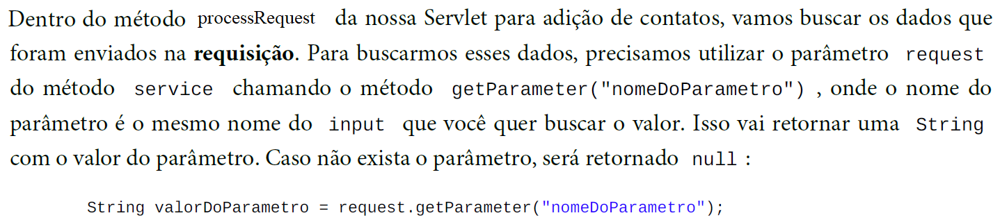 Dentro do método processRequest da nossa Servlet para adição de contatos, vamos buscar os dados que
foram enviados na requisição. Para buscarmos esses dados, precisamos utilizar o parâmetro request
do método service chamando o método getParameter("nomeDoParametro") , onde o nome do
parâmetro é o mesmo nome do input que você quer buscar o valor. Isso vai retornar uma String
com o valor do parâmetro. Caso não exista o parâmetro, será retornado null :
String valorDoParametro = request.getParameter("nomeDoParametro");